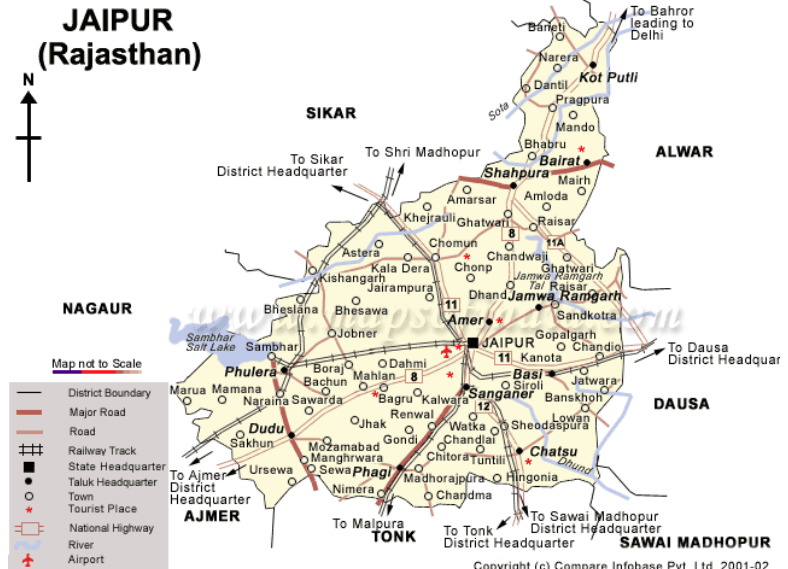 JAIPUR
(Rajasthan)
N
To Bahror
leading to
Delhi
Baneti
Narera
Kot Putli
Dantil
Pragpura
Sota
Mando
SIKAR
ALWAR
Bhabru
Bairat
To Sikar
District Headquarter
To Shri Madhopur
Shahpura
Mairh
Amarsar
Amloda
Khejrauli
Ghatwari
Raisar
8
11A
Astera
Chomun
Chandwaji
Kala Dera
Chonp
Ghatwari
Kishangarh
Jamwa Ramgarh
Tal
Raisar
Jairampura
Dhand
Jamwa Ramgarh
NAGAUR
Bheslana
Bhesawa
11
Sandkotra
Amer
Jobner
Gopalgarh
Sambhar
Salt Lake
Sambhar
JAIPUR
Chandio
To Dausa
District Headquar
11
Kanota
Map not to Scale
Phulera
Boraj
Dahmi
Basi
Mahlan
8
Jatwara
Bachun
Siroli
Marua
Mamana
Naraina
Sawarda
Bagru
Kalwara
Sanganer
Banskhoh
DAUSA
12
Lowan
Renwal
Dudu
Jhak
Watka
Sheodaspura
Gondi
Sakhun
Mozamabad
Chandlai
Chatsu
Manghrwara
Chitora
Tuntili
Dhund
Ursewa
Sewa
Phagi
Madhorajpura
Hingonia
To Ajmer
District
Headquarter
Nimera
Chandma
AJMER
To Malpura
TONK
To Tonk
District Headquarter
To Sawai Madhopur
District Headquarter
SAWAI MADHOPUR
District Boundary
Major Road
Road
Railway Track
State Headquarter
Taluk Headquarter
Town
Tourist Place
National Highway
River
Airport
Copyright (c) Compare Infobase Pvt. Ltd. 2001-02